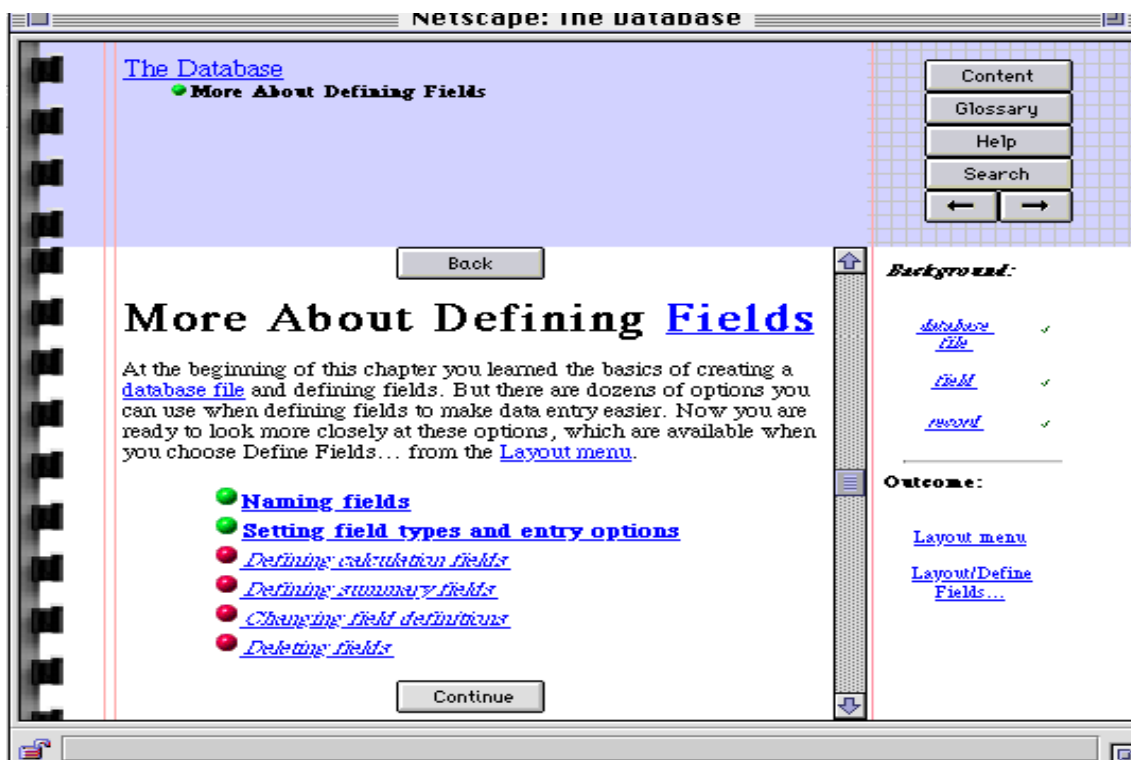 Netscape: The Database
The Database
More About Defining Fields
Content
Glossary
Help
Search
Back
More About Defining Fields
At the beginning of this chapter you learned the basics of creating a
database file and defining fields. But there are dozens of options you
can use when defining fields to make data entry easier. Now you are
ready to look more closely at these options, which are available when
you choose Define Fields... from the Layout menu.
Naming fields
Setting field types and entry options
Defining calculation fields
Defining summary fields
Changing field definitions
Deleting fields
Continue
Background:
database
file
field
record
Outcome:
Layout menu
Layout/Define
Fields...